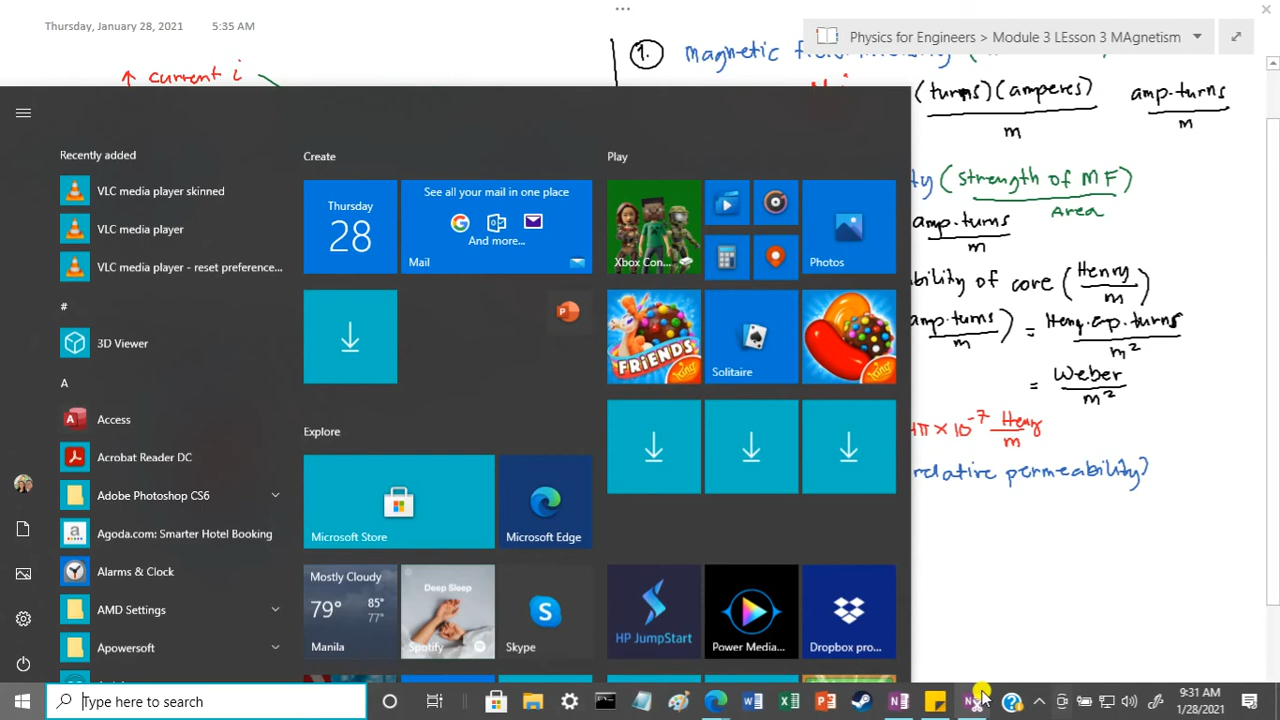 Thursday, January 28, 2021 5:35 AM
Physics for Engineers > Module 3 LEsson 3 MAgnetism
↑ current i
1. magnetic field
(turns)(amperes) / m
amp-turns / m
(strength of MF)
Area
amp-turns / m
of core (Henry / m)
amp-turns / m) = Henry-amp-turns / m²
= Weber / m²
π × 10⁻⁷ Henry / m
relative permeability)
Recently added
VLC media player skinned
VLC media player
VLC media player - reset preference...
#
3D Viewer
A
Access
Acrobat Reader DC
Adobe Photoshop CS6
Agoda.com: Smarter Hotel Booking
Alarms & Clock
AMD Settings
Apowersoft
Create
Thursday
28
See all your mail in one place
And more...
Mail
Explore
Microsoft Store
Microsoft Edge
Mostly Cloudy
79° 85°
77°
Manila
Deep Sleep
Spotify
Skype
Play
Xbox Con...
Photos
FRIENDS
King
Solitaire
King
HP JumpStart
Power Media...
Dropbox pro...
Type here to search
9:31 AM
1/28/2021